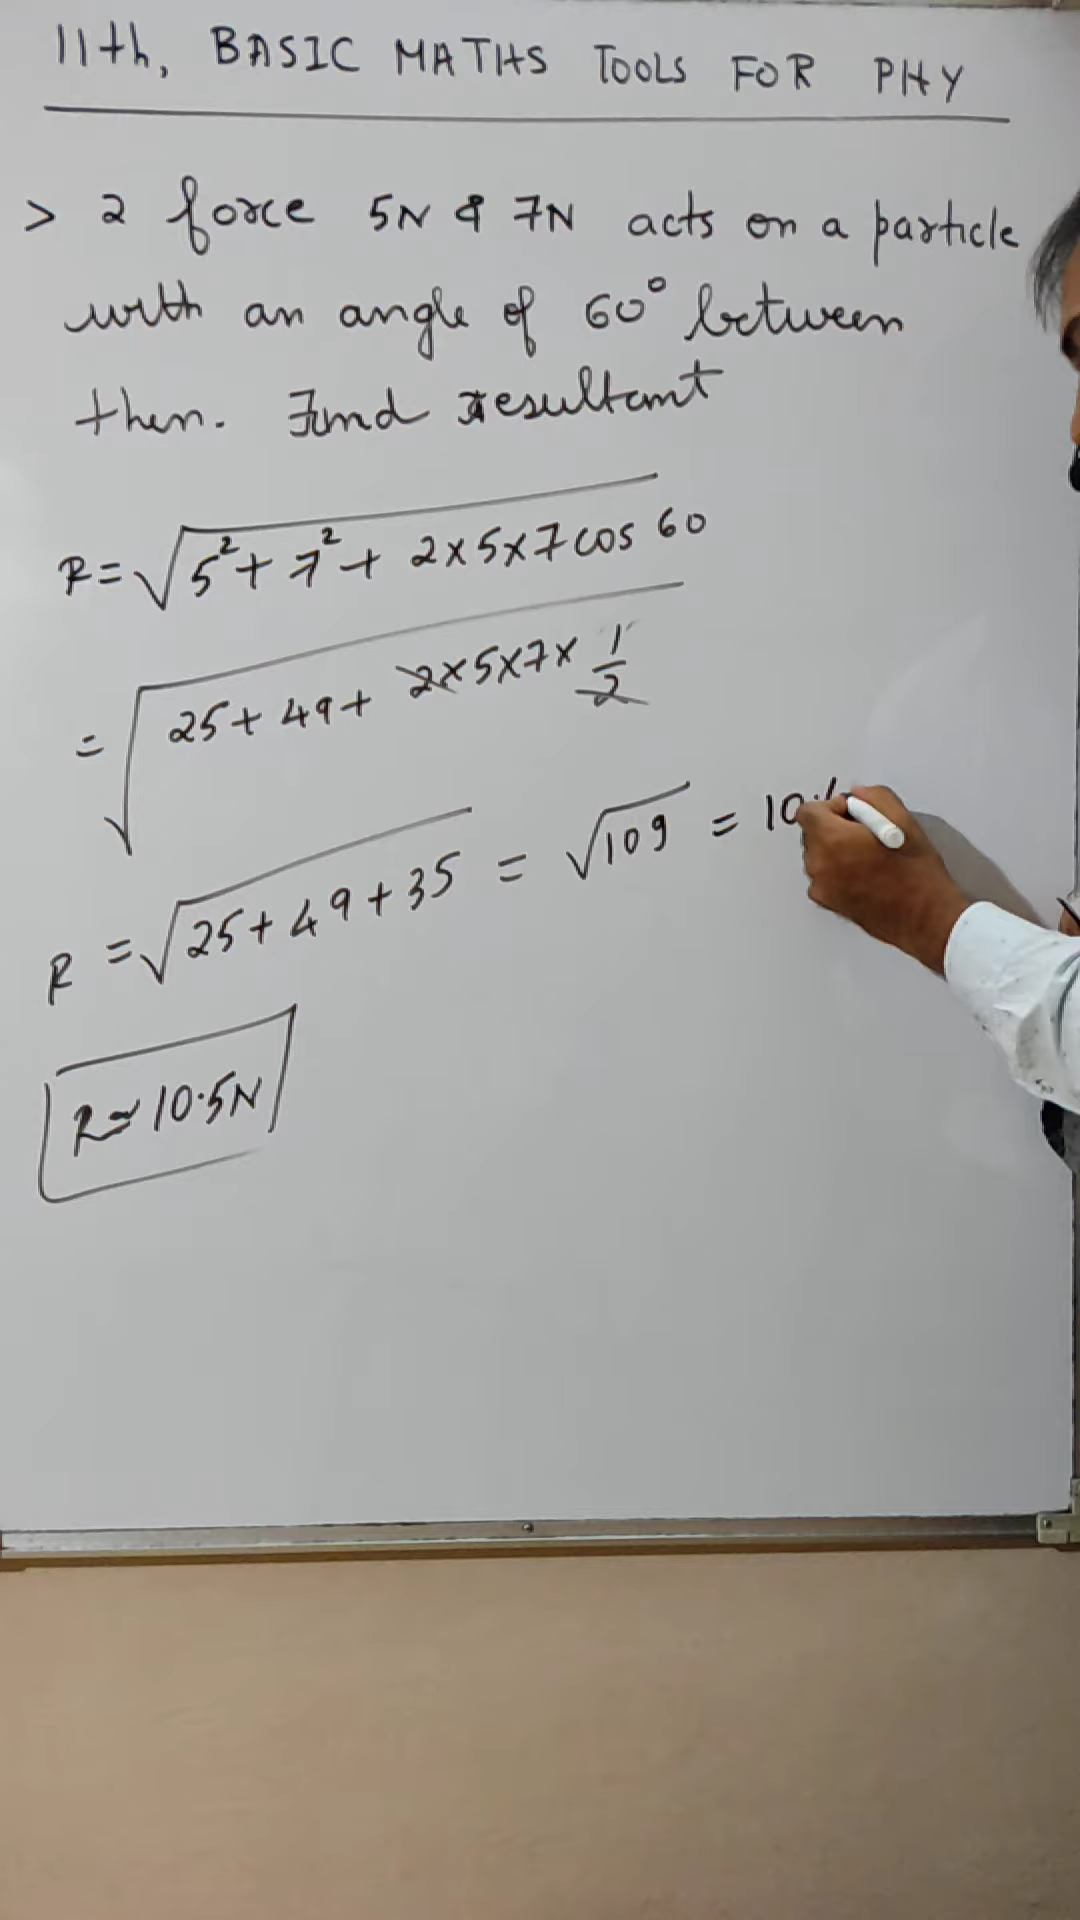 11th, BASIC MATHS TOOLS FOR PHY
> 2 force 5N & 7N acts on a particle
with an angle of 60° between
then. Find resultant
R = √5² + 7² + 2×5×7 cos 60
= √25 + 49 + 2×5×7× 1/2
R = √25 + 49 + 35 = √109 = 10.
R ≈ 10.5N